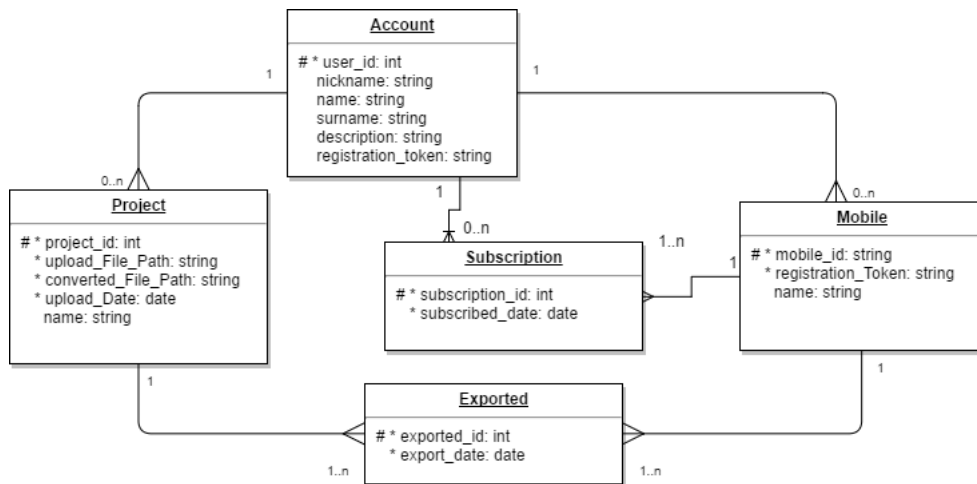 Account
# * user_id: int
nickname: string
name: string
surname: string
description: string
registration_token: string
1
1
1
0..n
0..n
0..n
Project
# * project_id: int
* upload_File_Path: string
* converted_File_Path: string
* upload_Date: date
name: string
Subscription
# * subscription_id: int
* subscribed_date: date
1..n
1
Mobile
# * mobile_id: string
* registration_Token: string
name: string
1
1
Exported
# * exported_id: int
* export_date: date
1..n
1..n